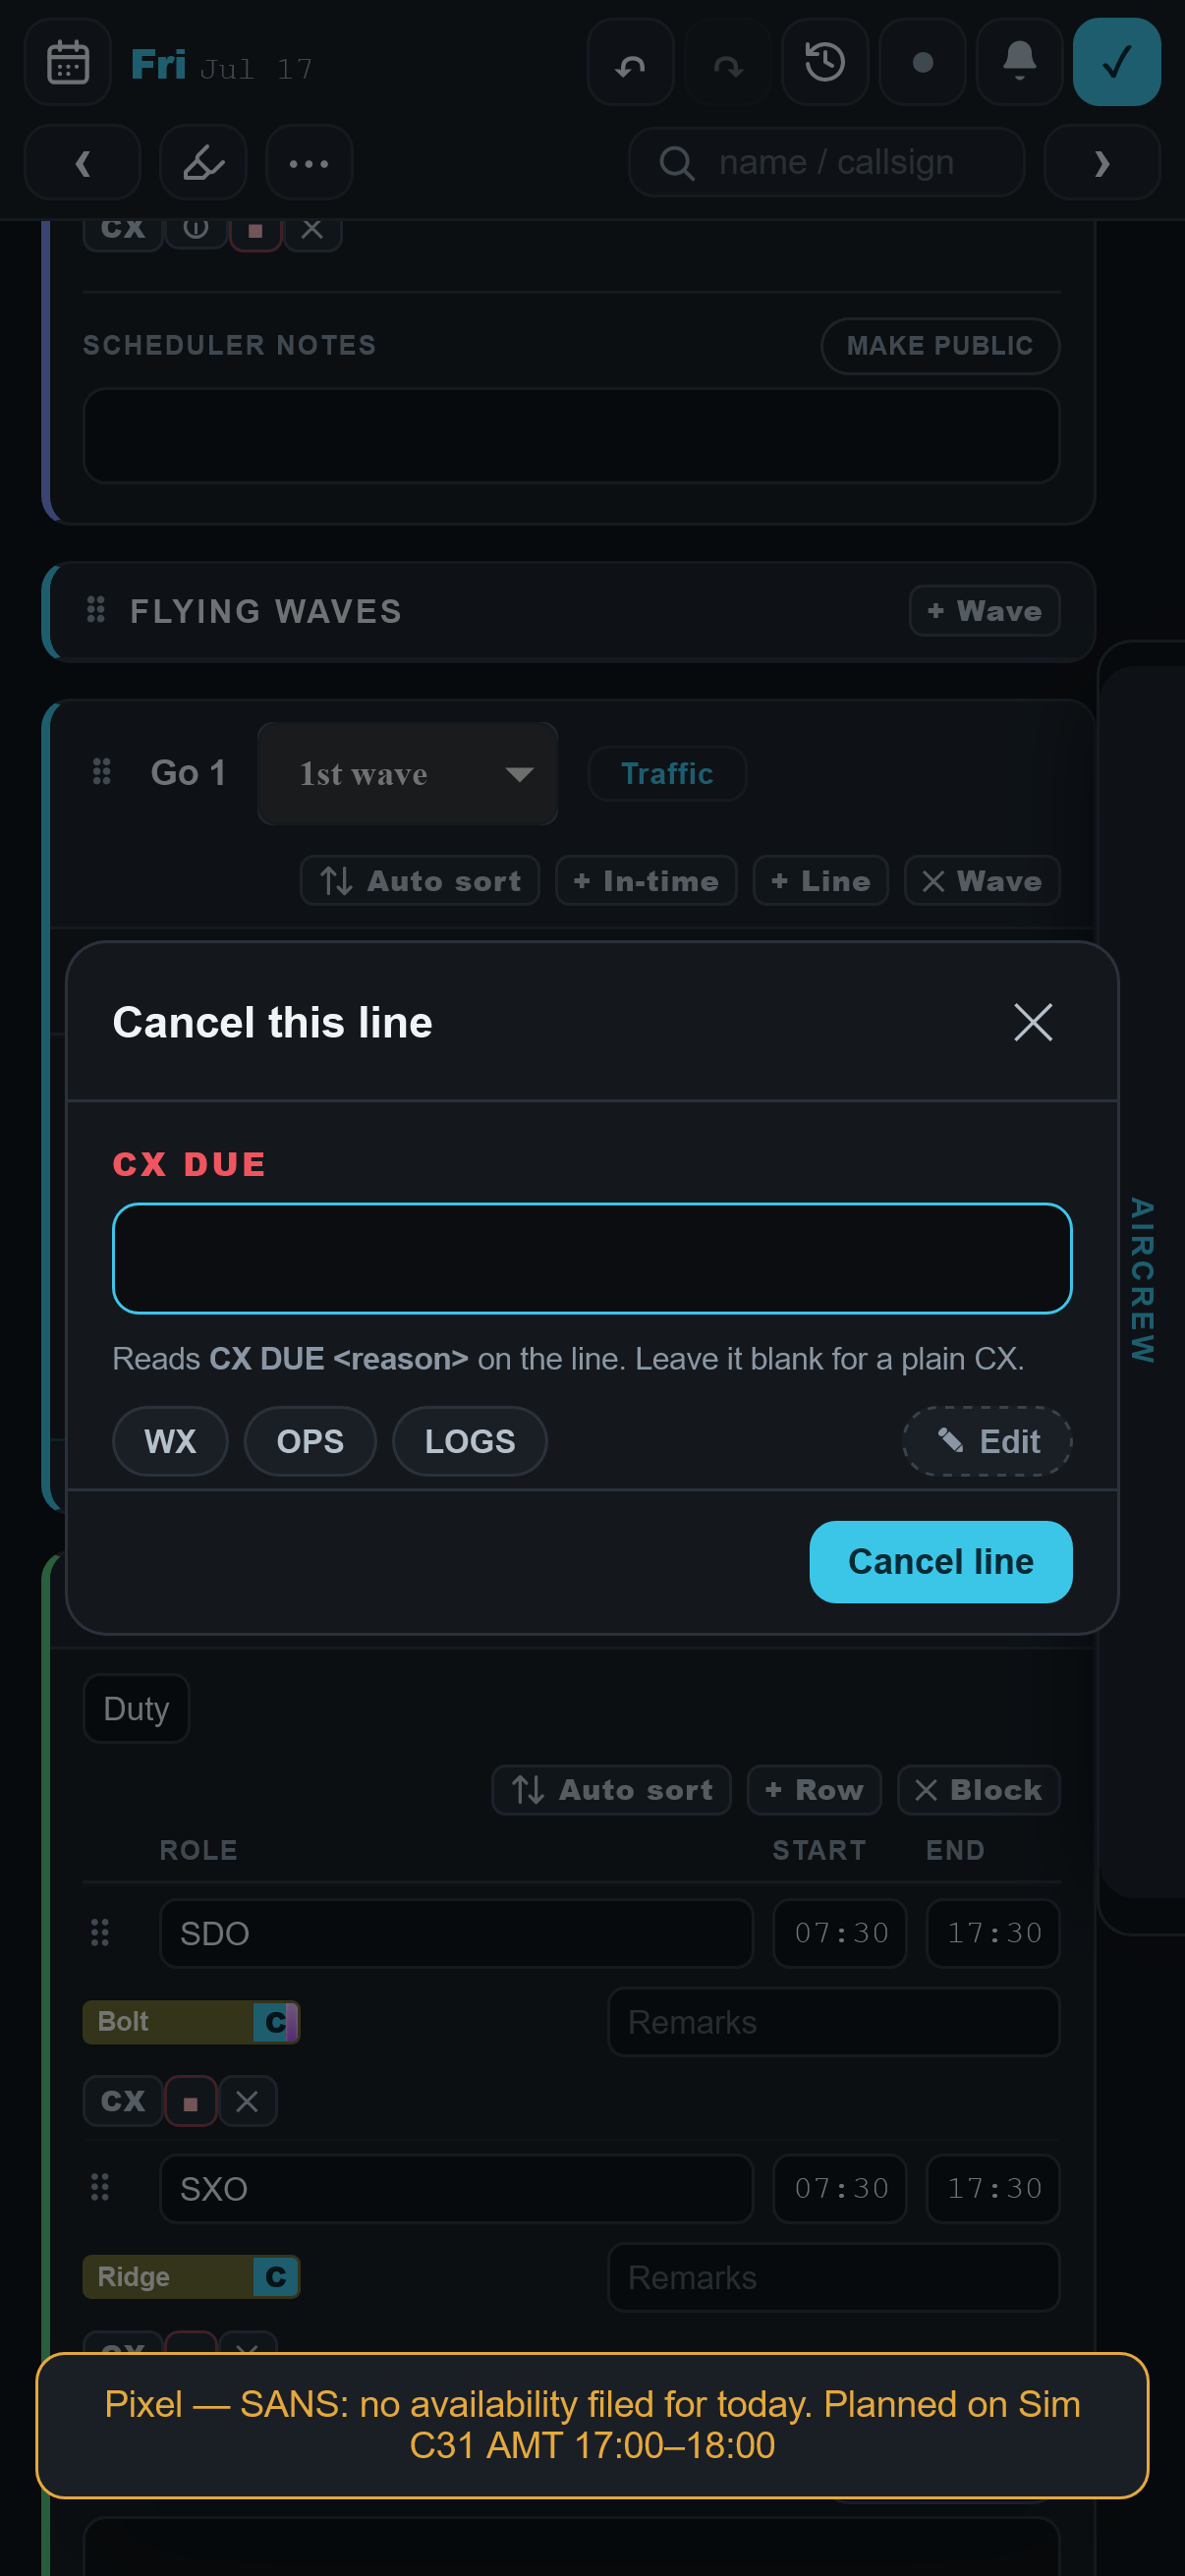 Fri Jul 17
name / callsign
CX
SCHEDULER NOTES MAKE PUBLIC
FLYING WAVES + Wave
Go 1 1st wave Traffic
Auto sort + In-time + Line × Wave
Cancel this line
CX DUE
Reads CX DUE <reason> on the line. Leave it blank for a plain CX.
WX OPS LOGS Edit
Cancel line
AIRCREW
Duty
Auto sort + Row × Block
ROLE START END
SDO 07:30 17:30
Bolt C Remarks
CX
SXO 07:30 17:30
Ridge C Remarks
CX
Pixel — SANS: no availability filed for today. Planned on Sim
C31 AMT 17:00–18:00